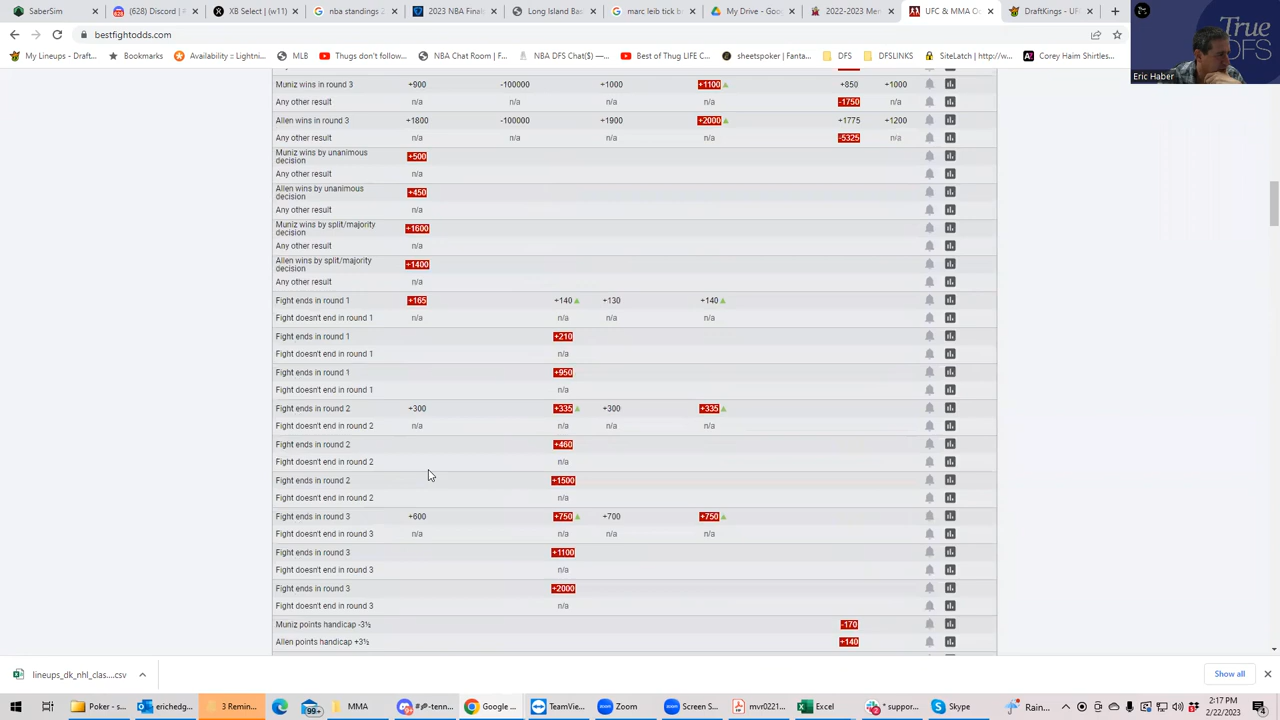 SaberSim
(628) Discord |
XB Select | (w11)
nba standings 2
2023 NBA Final
Long Island Bas
marc anto tick b
My Drive - Goog
2022-2023 Mem
UFC & MMA Od
DraftKings - UFC
bestfightodds.com
My Lineups - Draft...
Bookmarks
Availability :: Lightni...
MLB
Thugs don't follow...
NBA Chat Room | F...
NBA DFS Chat($) —...
Best of Thug LIFE C...
sheetspoker | Fanta...
DFS
DFSLINKS
SiteLatch | http://w...
Corey Haim Shirtles...
True
DFS
Eric Haber
Muniz wins in round 3 +900 -100000 +1000 +1100 +850 +1000
Any other result n/a n/a n/a n/a -1750 n/a
Allen wins in round 3 +1800 -100000 +1900 +2000 +1775 +1200
Any other result n/a n/a n/a n/a -5325 n/a
Muniz wins by unanimous
decision +500
Any other result n/a
Allen wins by unanimous
decision +450
Any other result n/a
Muniz wins by split/majority
decision +1600
Any other result n/a
Allen wins by split/majority
decision +1400
Any other result n/a
Fight ends in round 1 +165 +140 +130 +140
Fight doesn't end in round 1 n/a n/a n/a n/a
Fight ends in round 1 +210
Fight doesn't end in round 1 n/a
Fight ends in round 1 +950
Fight doesn't end in round 1 n/a
Fight ends in round 2 +300 +335 +300 +335
Fight doesn't end in round 2 n/a n/a n/a n/a
Fight ends in round 2 +460
Fight doesn't end in round 2 n/a
Fight ends in round 2 +1500
Fight doesn't end in round 2 n/a
Fight ends in round 3 +600 +750 +700 +750
Fight doesn't end in round 3 n/a n/a n/a n/a
Fight ends in round 3 +1100
Fight doesn't end in round 3 n/a
Fight ends in round 3 +2000
Fight doesn't end in round 3 n/a
Muniz points handicap -3½ -170
Allen points handicap +3½ +140
lineups_dk_nhl_clas....csv
Show all
erichedg...
3 Remin...
99+
MMA
#🎾-tenn...
Google ...
TeamVie...
Zoom
Screen S...
mv0221...
Excel
* suppor...
Skype
Rain...
2:17 PM
2/22/2023
4